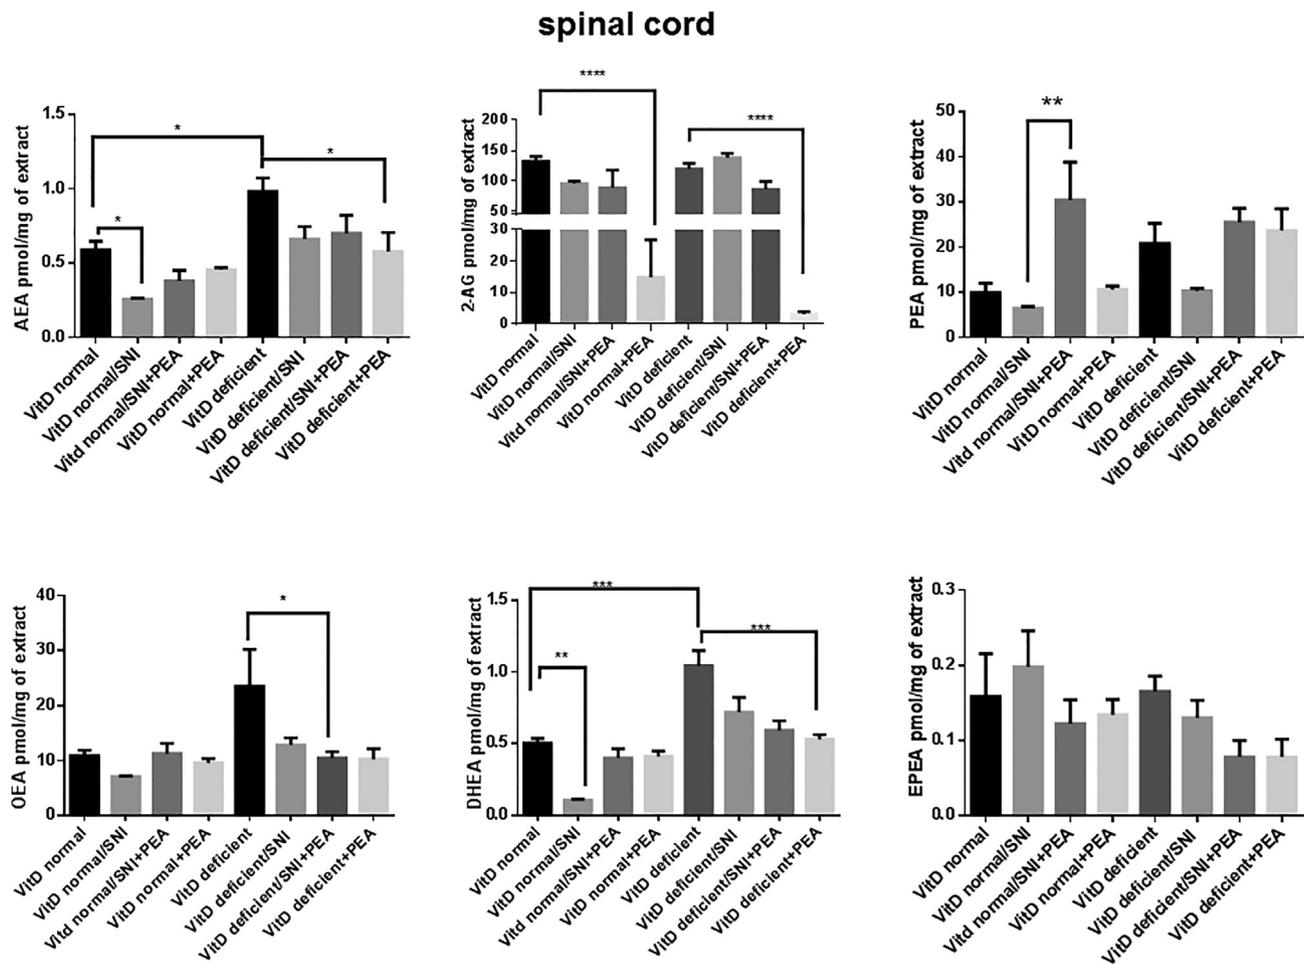 spinal cord
AEA pmol/mg of extract
1.5
1.0
0.5
0.0
*
*
*
VitD normal
VitD normal/SNI
Vitd normal/SNI+PEA
VitD normal+PEA
VitD deficient
VitD deficient/SNI
VitD deficient/SNI+PEA
VitD deficient+PEA
2-AG pmol/mg of extract
200
150
100
50
30
20
10
0
****
****
VitD normal
VitD normal/SNI
Vitd normal/SNI+PEA
VitD normal+PEA
VitD deficient
VitD deficient/SNI
VitD deficient/SNI+PEA
VitD deficient+PEA
PEA pmol/mg of extract
50
40
30
20
10
0
**
VitD normal
VitD normal/SNI
Vitd normal/SNI+PEA
VitD normal+PEA
VitD deficient
VitD deficient/SNI
VitD deficient/SNI+PEA
VitD deficient+PEA
OEA pmol/mg of extract
40
30
20
10
0
*
VitD normal
VitD normal/SNI
Vitd normal/SNI+PEA
VitD normal+PEA
VitD deficient
VitD deficient/SNI
VitD deficient/SNI+PEA
VitD deficient+PEA
DHEA pmol/mg of extract
1.5
1.0
0.5
0.0
***
**
***
VitD normal
VitD normal/SNI
Vitd normal/SNI+PEA
VitD normal+PEA
VitD deficient
VitD deficient/SNI
VitD deficient/SNI+PEA
VitD deficient+PEA
EPEA pmol/mg of extract
0.3
0.2
0.1
0.0
VitD normal
VitD normal/SNI
Vitd normal/SNI+PEA
VitD normal+PEA
VitD deficient
VitD deficient/SNI
VitD deficient/SNI+PEA
VitD deficient+PEA